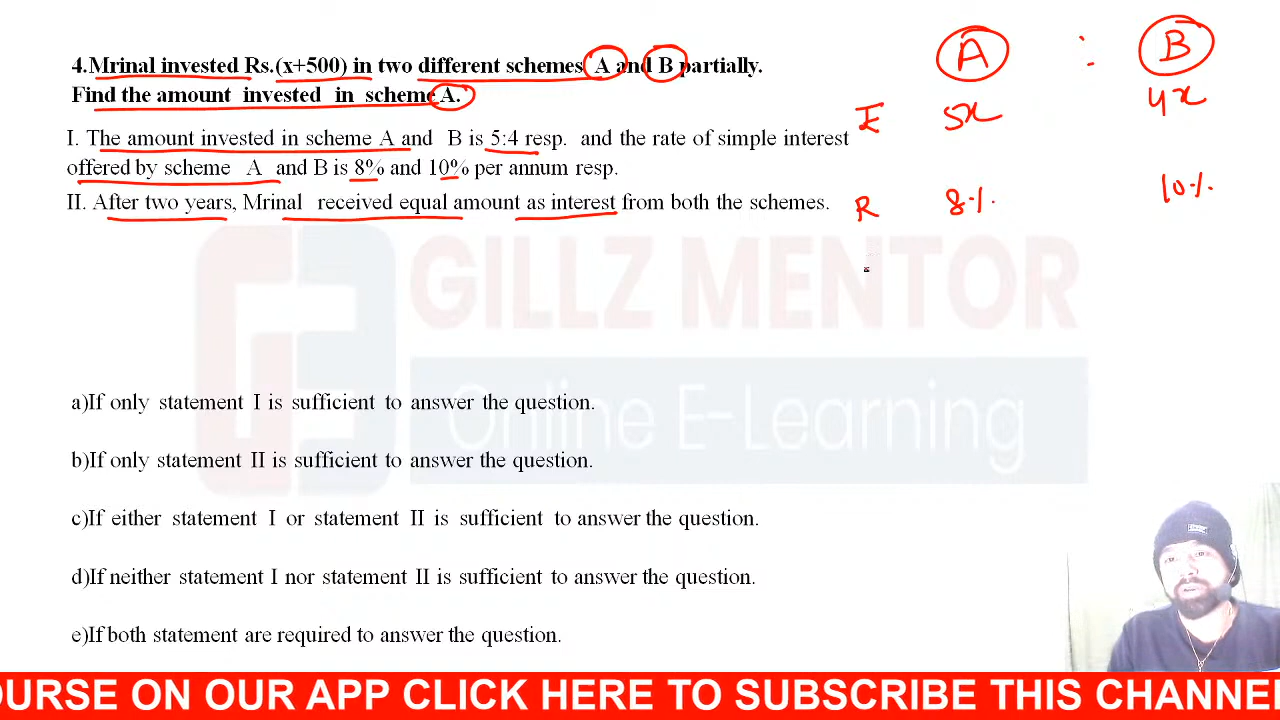 4.Mrinal invested Rs.(x+500) in two different schemes A and B partially.
Find the amount invested in scheme A.
I. The amount invested in scheme A and B is 5:4 resp. and the rate of simple interest
offered by scheme A and B is 8% and 10% per annum resp.
II. After two years, Mrinal received equal amount as interest from both the schemes.
A : B
I 5x 4x
R 8% 10%
GILLZ MENTOR
Online E-Learning
a)If only statement I is sufficient to answer the question.
b)If only statement II is sufficient to answer the question.
c)If either statement I or statement II is sufficient to answer the question.
d)If neither statement I nor statement II is sufficient to answer the question.
e)If both statement are required to answer the question.
OURSE ON OUR APP CLICK HERE TO SUBSCRIBE THIS CHANNE